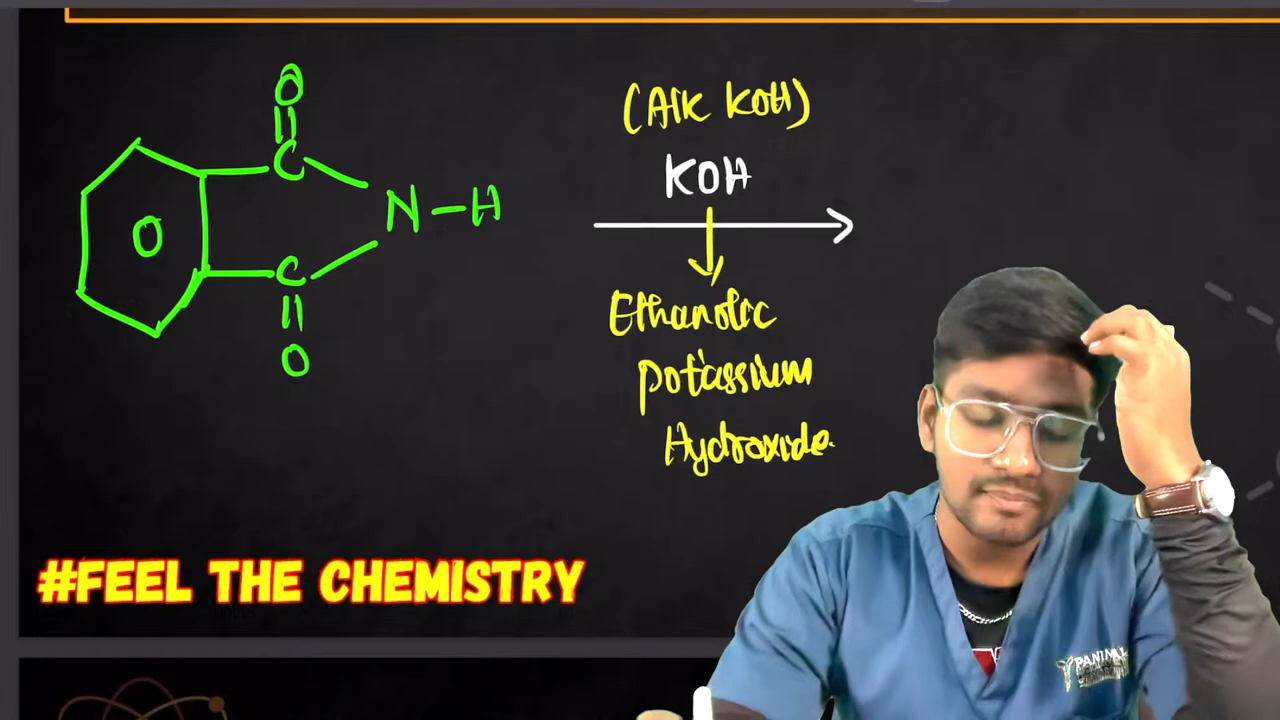 O
C
N-H
O
C
O
(Alk KOH)
KOH
Ethanolic
potassium
Hydroxide.
#FEEL THE CHEMISTRY